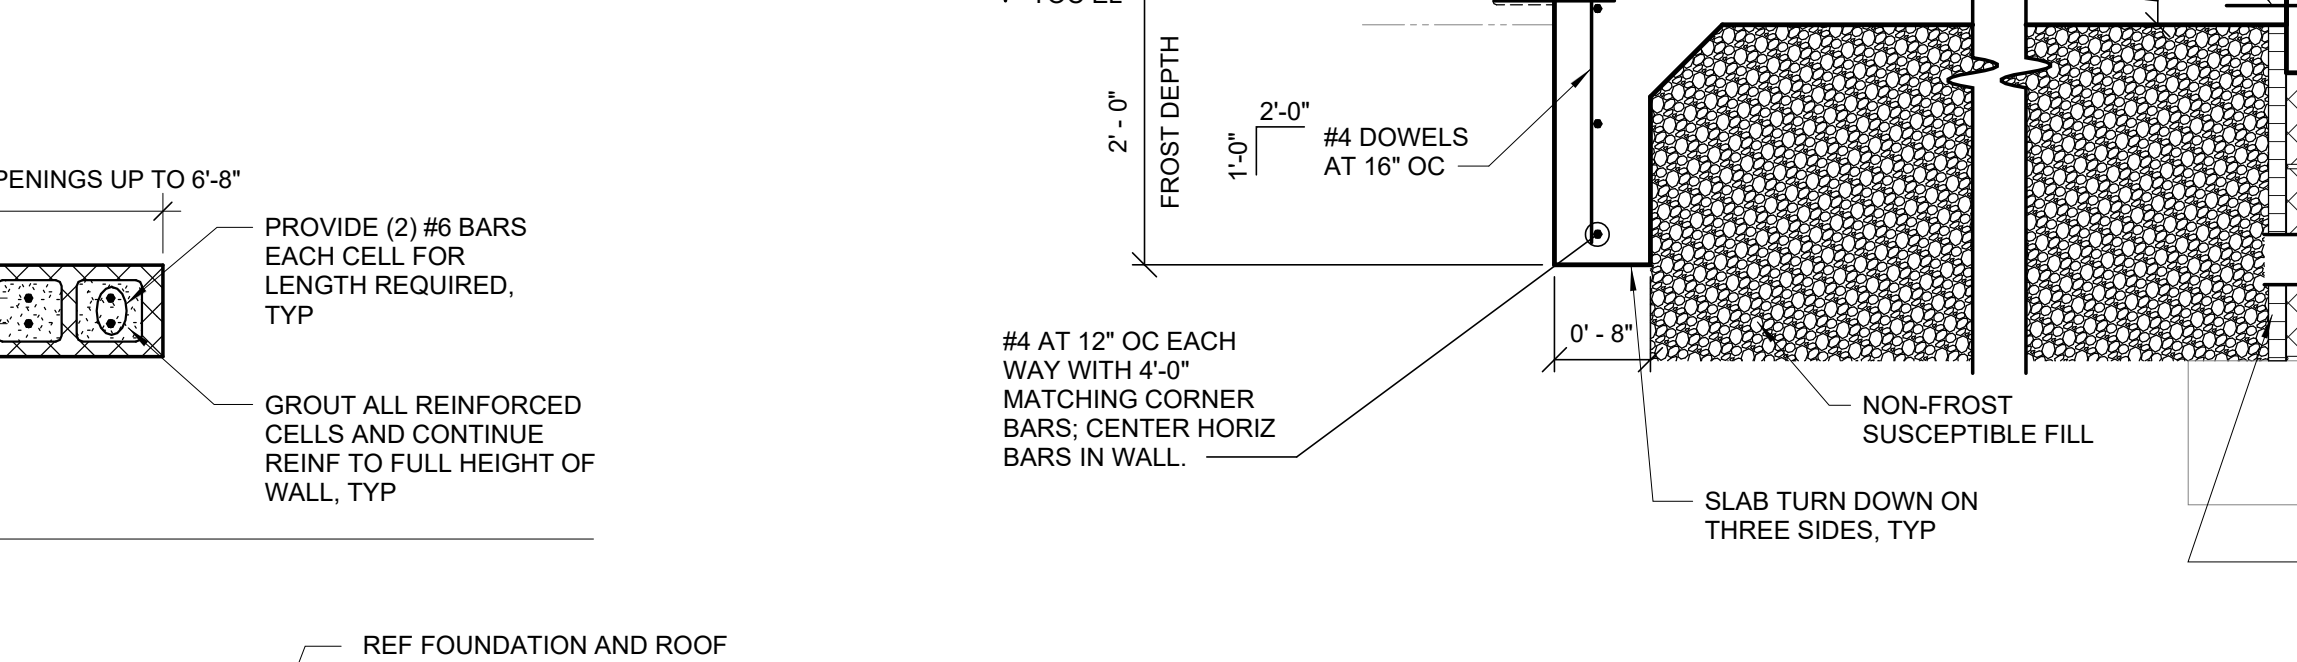 PENINGS UP TO 6'-8"
PROVIDE (2) #6 BARS
EACH CELL FOR
LENGTH REQUIRED,
TYP
GROUT ALL REINFORCED
CELLS AND CONTINUE
REINF TO FULL HEIGHT OF
WALL, TYP
REF FOUNDATION AND ROOF
2' - 0"
FROST DEPTH
1'-0"
2'-0"
#4 DOWELS
AT 16" OC
#4 AT 12" OC EACH
WAY WITH 4'-0"
MATCHING CORNER
BARS; CENTER HORIZ
BARS IN WALL.
0' - 8"
NON-FROST
SUSCEPTIBLE FILL
SLAB TURN DOWN ON
THREE SIDES, TYP